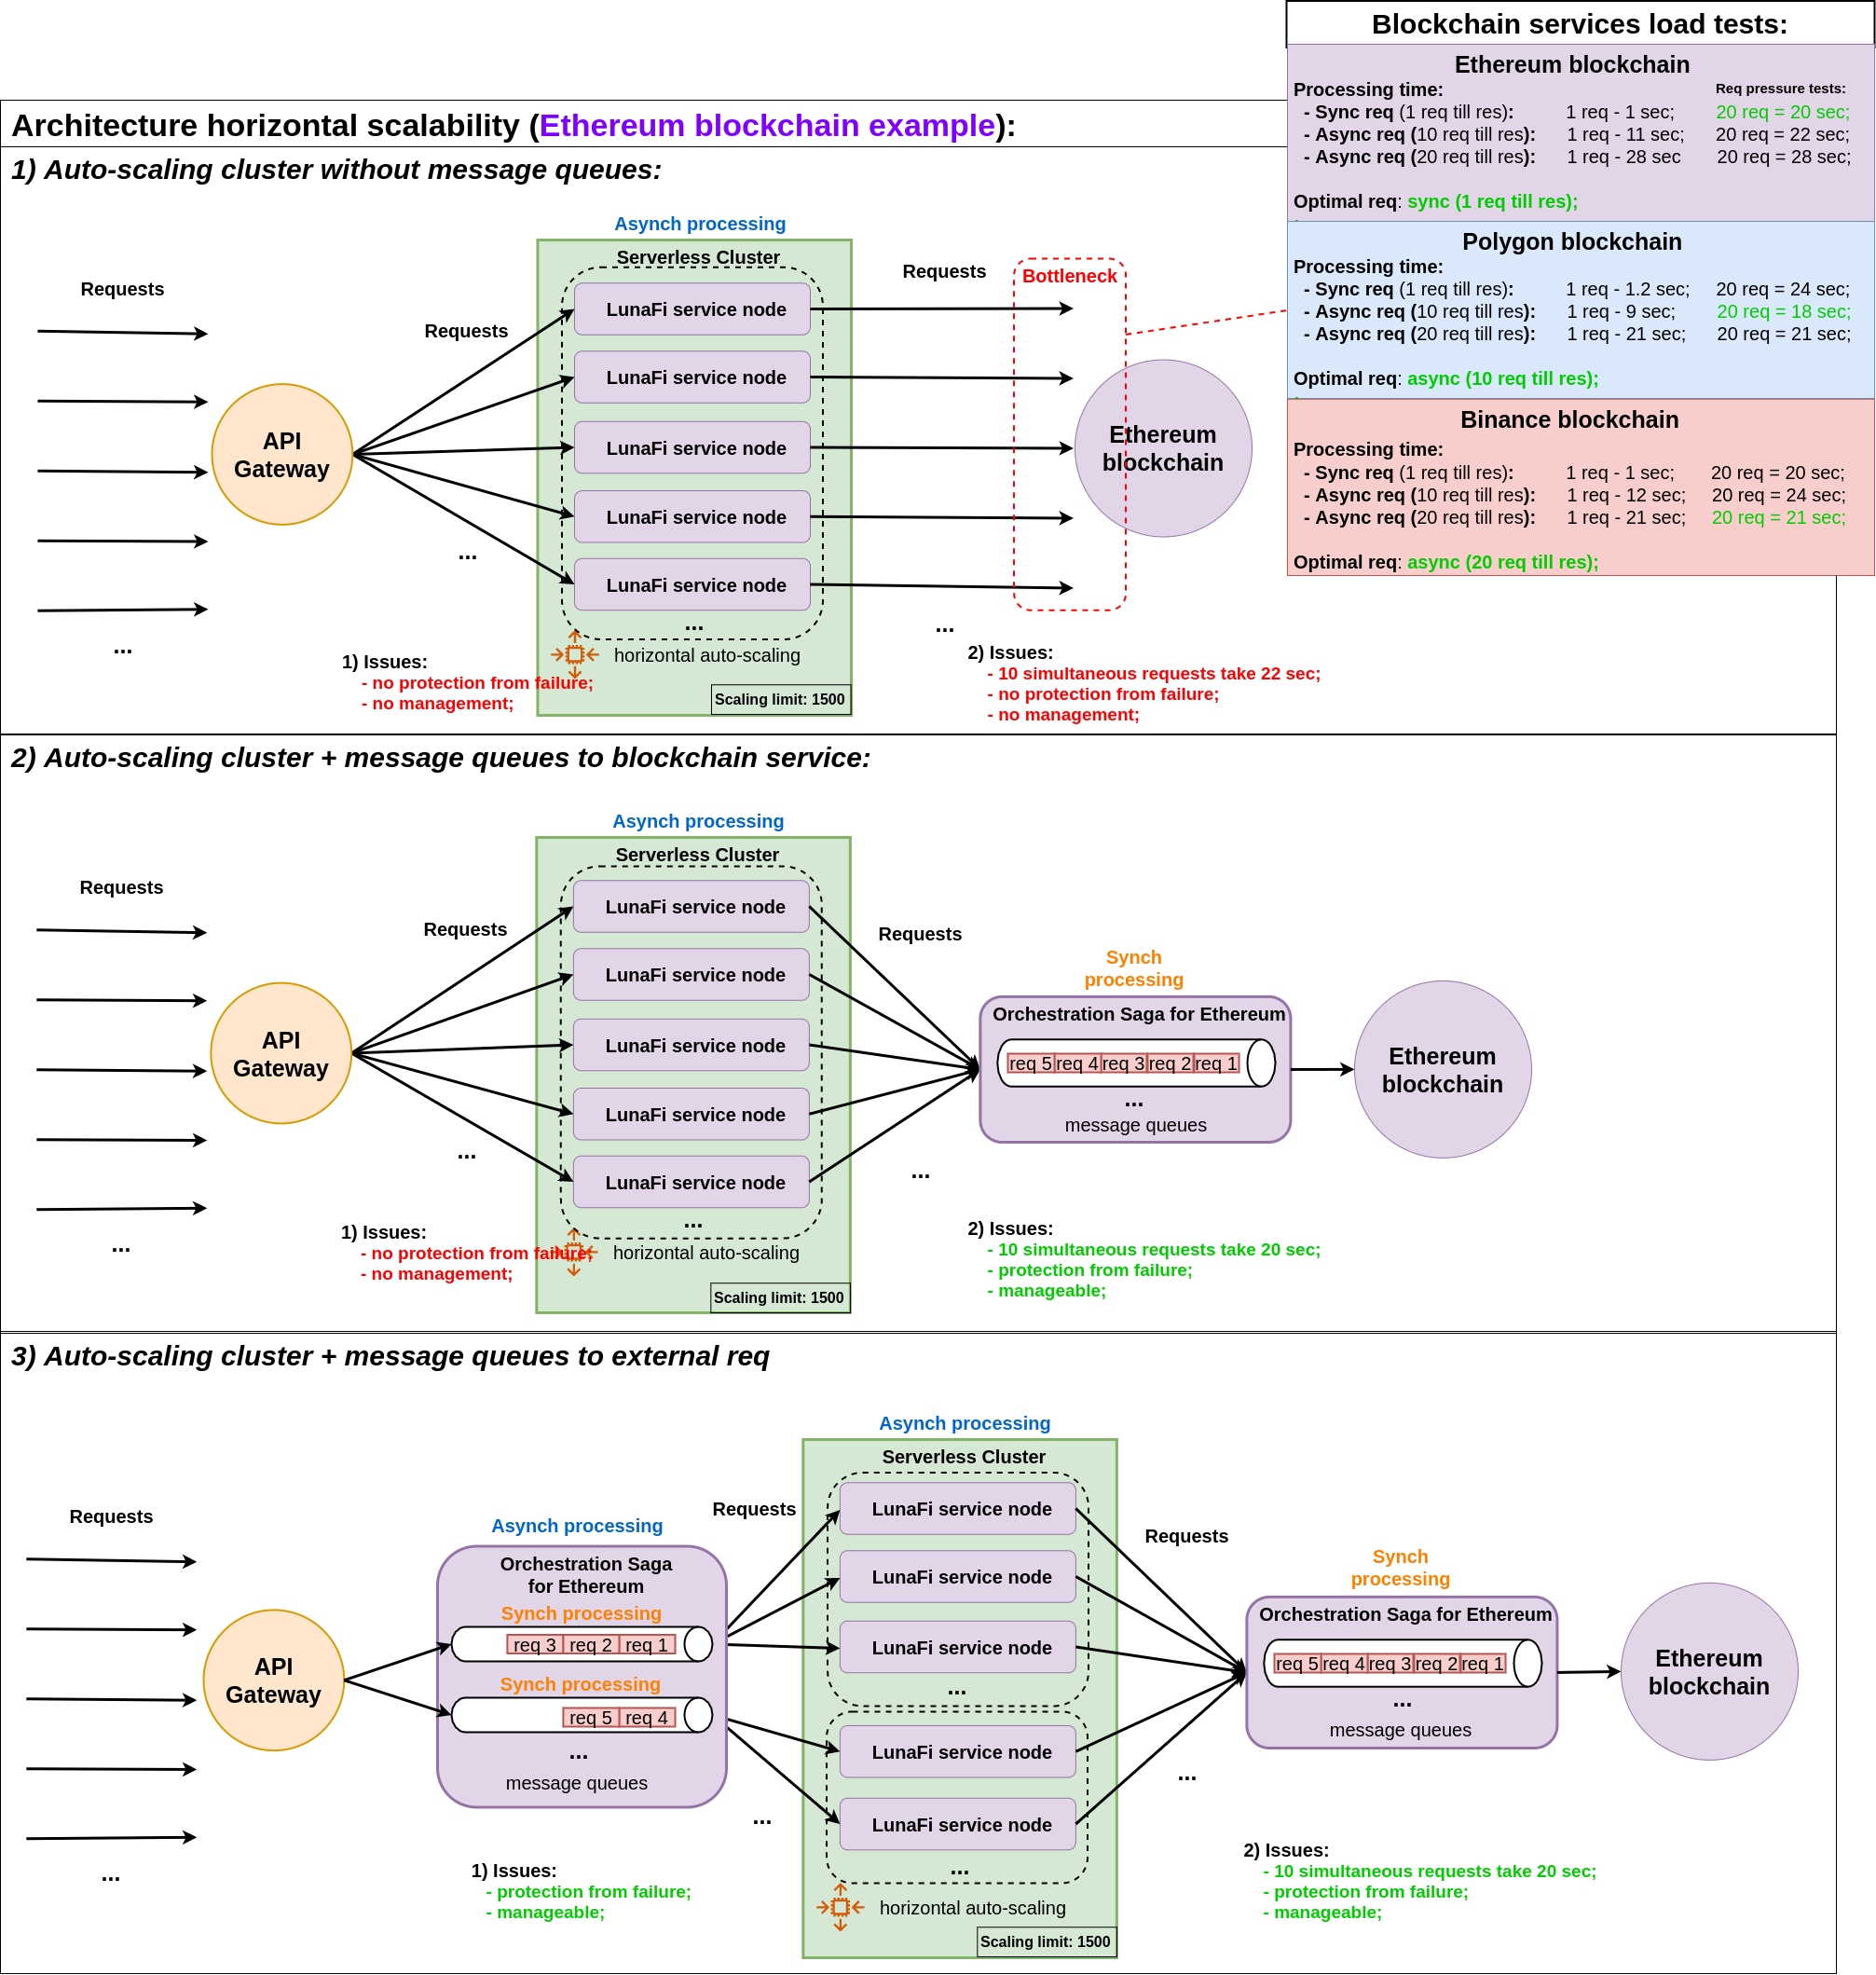 Blockchain services load tests:
Ethereum blockchain
Processing time: Req pressure tests:
- Sync req (1 req till res): 1 req - 1 sec; 20 req = 20 sec;
- Async req (10 req till res): 1 req - 11 sec; 20 req = 22 sec;
- Async req (20 req till res): 1 req - 28 sec 20 req = 28 sec;
Optimal req: sync (1 req till res);
Polygon blockchain
Processing time:
- Sync req (1 req till res): 1 req - 1.2 sec; 20 req = 24 sec;
- Async req (10 req till res): 1 req - 9 sec; 20 req = 18 sec;
- Async req (20 req till res): 1 req - 21 sec; 20 req = 21 sec;
Optimal req: async (10 req till res);
Binance blockchain
Processing time:
- Sync req (1 req till res): 1 req - 1 sec; 20 req = 20 sec;
- Async req (10 req till res): 1 req - 12 sec; 20 req = 24 sec;
- Async req (20 req till res): 1 req - 21 sec; 20 req = 21 sec;
Optimal req: async (20 req till res);
Architecture horizontal scalability (Ethereum blockchain example):
1) Auto-scaling cluster without message queues:
Asynch processing
Serverless Cluster
Requests
Requests
Requests
Bottleneck
LunaFi service node
LunaFi service node
LunaFi service node
LunaFi service node
LunaFi service node
API
Gateway
Ethereum
blockchain
...
...
...
...
horizontal auto-scaling
Scaling limit: 1500
1) Issues:
- no protection from failure;
- no management;
2) Issues:
- 10 simultaneous requests take 22 sec;
- no protection from failure;
- no management;
2) Auto-scaling cluster + message queues to blockchain service:
Asynch processing
Serverless Cluster
Requests
Requests
Requests
LunaFi service node
LunaFi service node
LunaFi service node
LunaFi service node
LunaFi service node
API
Gateway
Synch
processing
Orchestration Saga for Ethereum
req 5 req 4 req 3 req 2 req 1
...
message queues
Ethereum
blockchain
...
...
...
...
horizontal auto-scaling
Scaling limit: 1500
1) Issues:
- no protection from failure;
- no management;
2) Issues:
- 10 simultaneous requests take 20 sec;
- protection from failure;
- manageable;
3) Auto-scaling cluster + message queues to external req
Requests
API
Gateway
...
Asynch processing
Orchestration Saga
for Ethereum
Synch processing
req 3 req 2 req 1
Synch processing
req 5 req 4
...
message queues
Requests
...
Asynch processing
Serverless Cluster
LunaFi service node
LunaFi service node
LunaFi service node
...
LunaFi service node
LunaFi service node
...
horizontal auto-scaling
Scaling limit: 1500
Requests
...
Synch
processing
Orchestration Saga for Ethereum
req 5 req 4 req 3 req 2 req 1
...
message queues
Ethereum
blockchain
1) Issues:
- protection from failure;
- manageable;
2) Issues:
- 10 simultaneous requests take 20 sec;
- protection from failure;
- manageable;